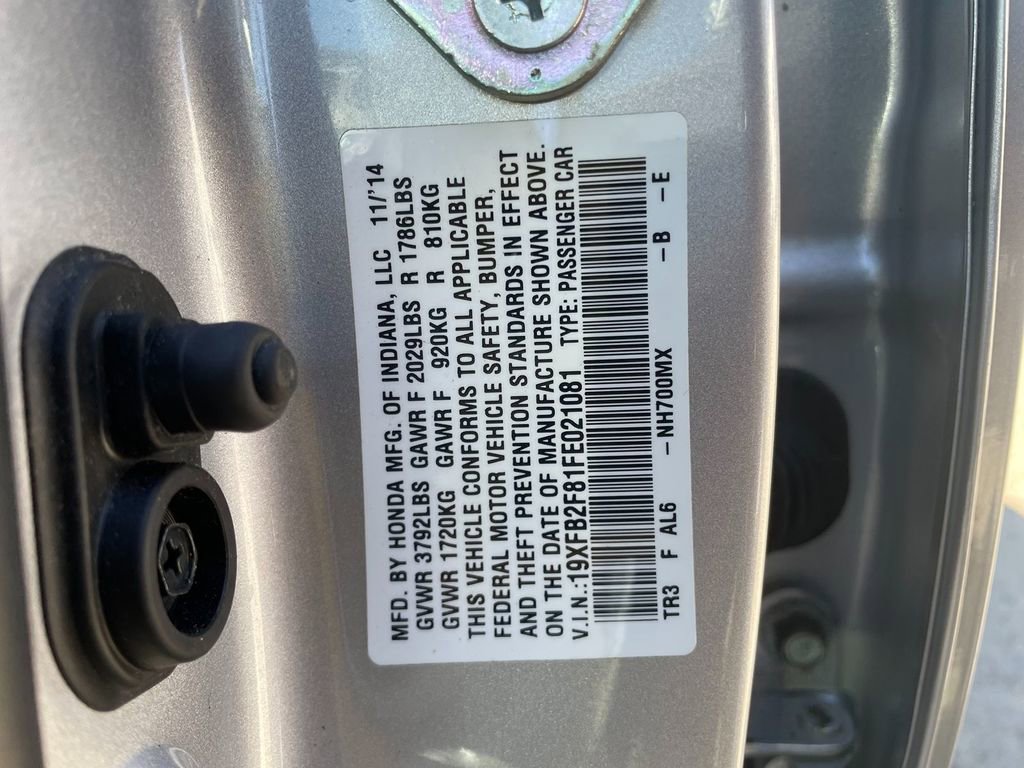 MFD. BY HONDA MFG. OF INDIANA, LLC 11/'14
GVWR 3792LBS GAWR F 2029LBS R 1786LBS
GVWR 1720KG GAWR F 920KG R 810KG
THIS VEHICLE CONFORMS TO ALL APPLICABLE
FEDERAL MOTOR VEHICLE SAFETY, BUMPER,
AND THEFT PREVENTION STANDARDS IN EFFECT
ON THE DATE OF MANUFACTURE SHOWN ABOVE.
V.I.N.:19XFB2F81FE021081 TYPE: PASSENGER CAR
TR3 F AL6 –NH700MX –B –E